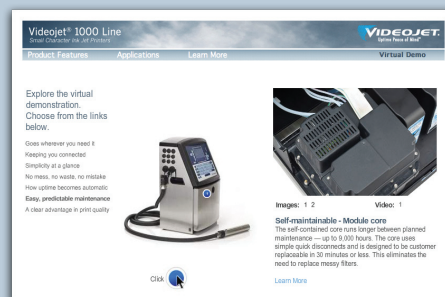 Videojet® 1000 Line
Small Character Ink Jet Printers
VIDEOJET.
Uptime Peace of Mind™
Product Features
Applications
Learn More
Virtual Demo
Explore the virtual
demonstration.
Choose from the links
below.
Goes wherever you need it
Keeping you connected
Simplicity at a glance
No mess, no waste, no mistake
How uptime becomes automatic
Easy, predictable maintenance
A clear advantage in print quality
Click
Images: 1 2
Video: 1
Self-maintainable - Module core
The self-contained core runs longer between planned
maintenance — up to 9,000 hours. The core uses
simple quick disconnects and is designed to be customer
replaceable in 30 minutes or less. This eliminates the
need to replace messy filters.
Learn More